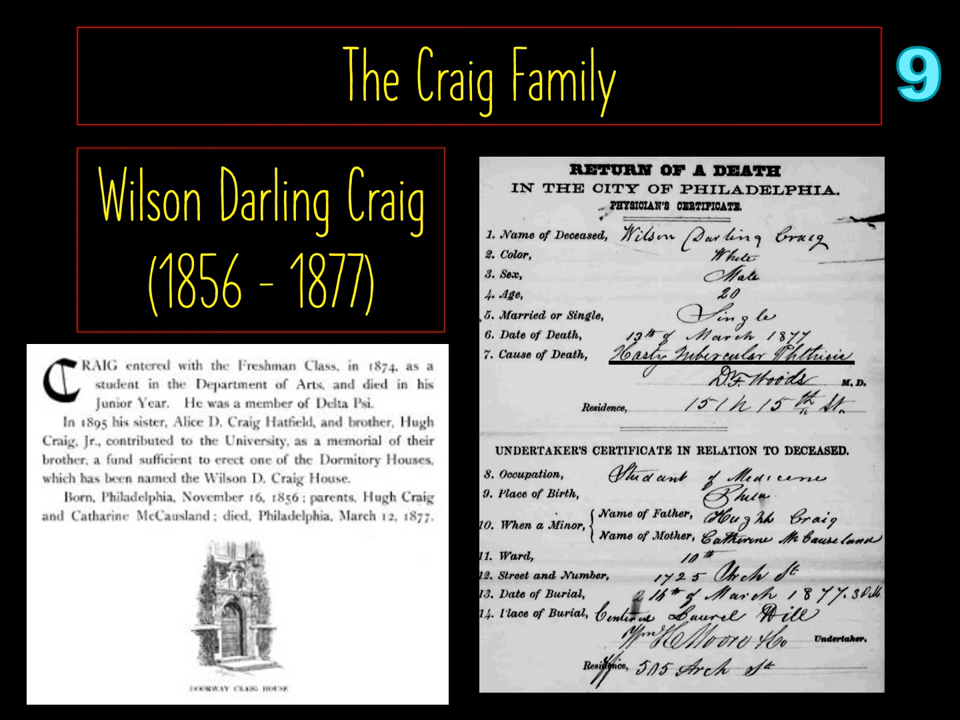 The Craig Family
9
Wilson Darling Craig
(1856 - 1877)
CRAIG entered with the Freshman Class, in 1874, as a
student in the Department of Arts, and died in his
Junior Year. He was a member of Delta Psi.
In 1895 his sister, Alice D. Craig Hatfield, and brother, Hugh
Craig, Jr., contributed to the University, as a memorial of their
brother, a fund sufficient to erect one of the Dormitory Houses,
which has been named the Wilson D. Craig House.
Born, Philadelphia, November 16, 1856; parents, Hugh Craig
and Catharine McCausland; died, Philadelphia, March 12, 1877.
DOORWAY CRAIG HOUSE
RETURN OF A DEATH
IN THE CITY OF PHILADELPHIA.
PHYSICIAN'S CERTIFICATE.
1. Name of Deceased, Wilson Darling Craig
2. Color, White
3. Sex, Male
4. Age, 20
5. Married or Single, Single
6. Date of Death, 13th of March 1877
7. Cause of Death, Hasty Tubercular Phthisis
D. F. Woods M. D.
Residence, 151 N 15th St.
UNDERTAKER'S CERTIFICATE IN RELATION TO DECEASED.
8. Occupation, Student of Medicine
9. Place of Birth, Phila
10. When a Minor, { Name of Father, Hugh Craig
Name of Mother, Catherine McCauseland
11. Ward, 10th
12. Street and Number, 1725 Arch St
13. Date of Burial, 16th of March 1877.
14. Place of Burial, Laurel Hill
Wm H Moore & Co Undertaker.
Residence, 505 Arch St